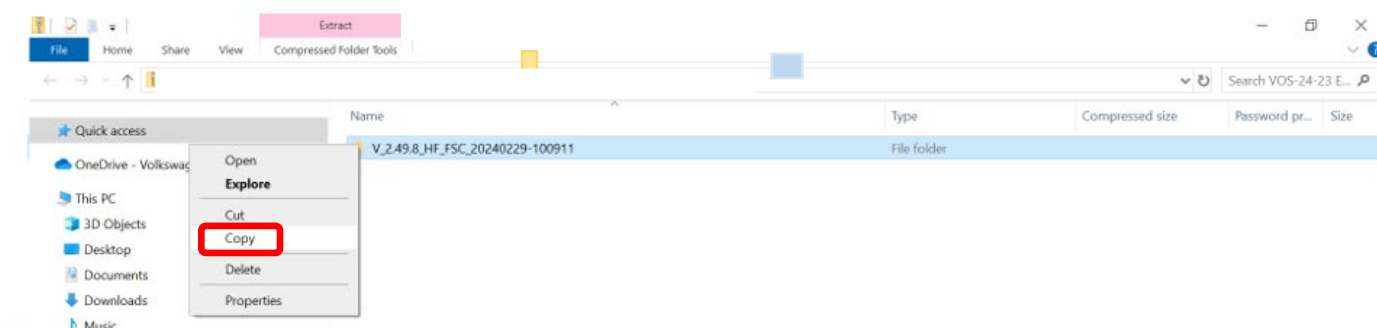 Extract
File Home Share View Compressed Folder Tools
Search VOS-24-23 E...
Name Type Compressed size Password pr... Size
Quick access
V_2.49.8_HF_FSC_20240229-100911 File folder
OneDrive - Volkswag
This PC
3D Objects
Desktop
Documents
Downloads
Music
Open
Explore
Cut
Copy
Delete
Properties